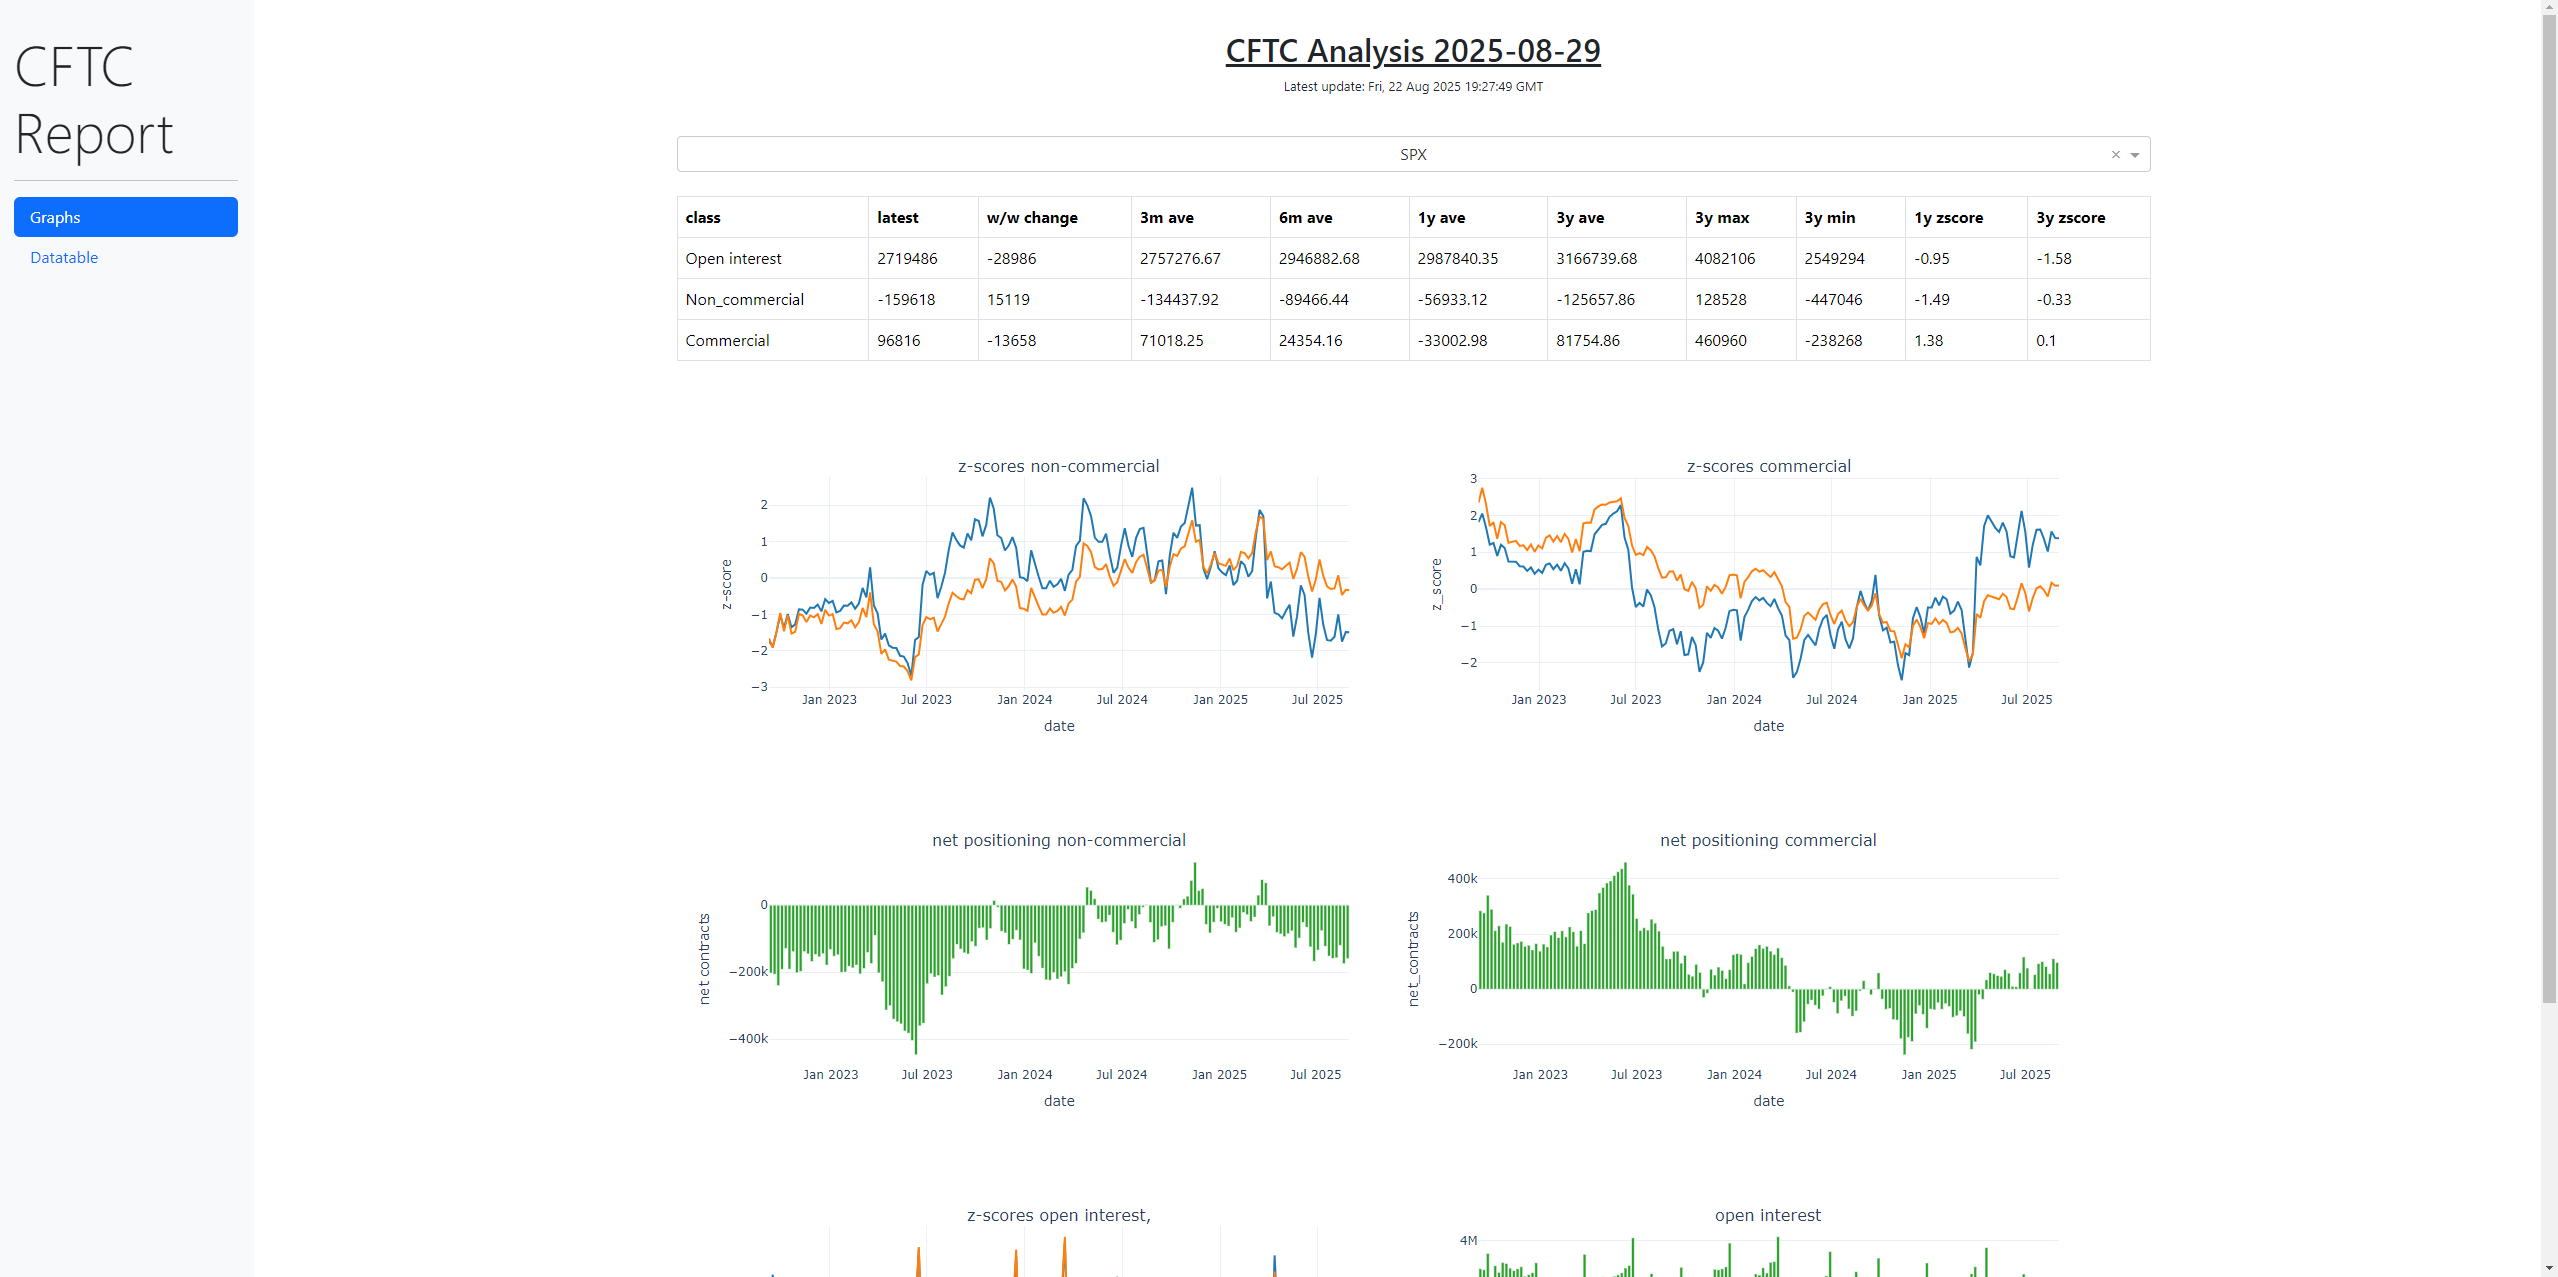 CFTC
Report
Graphs
Datatable
CFTC Analysis 2025-08-29
Latest update: Fri, 22 Aug 2025 19:27:49 GMT
SPX
class latest w/w change 3m ave 6m ave 1y ave 3y ave 3y max 3y min 1y zscore 3y zscore
Open interest 2719486 -28986 2757276.67 2946882.68 2987840.35 3166739.68 4082106 2549294 -0.95 -1.58
Non_commercial -159618 15119 -134437.92 -89466.44 -56933.12 -125657.86 128528 -447046 -1.49 -0.33
Commercial 96816 -13658 71018.25 24354.16 -33002.98 81754.86 460960 -238268 1.38 0.1
z-scores non-commercial
z-score
2
1
0
−1
−2
−3
Jan 2023 Jul 2023 Jan 2024 Jul 2024 Jan 2025 Jul 2025
date
z-scores commercial
z_score
3
2
1
0
−1
−2
Jan 2023 Jul 2023 Jan 2024 Jul 2024 Jan 2025 Jul 2025
date
net positioning non-commercial
net contracts
0
−200k
−400k
Jan 2023 Jul 2023 Jan 2024 Jul 2024 Jan 2025 Jul 2025
date
net positioning commercial
net_contracts
400k
200k
0
−200k
Jan 2023 Jul 2023 Jan 2024 Jul 2024 Jan 2025 Jul 2025
date
z-scores open interest,
open interest
4M